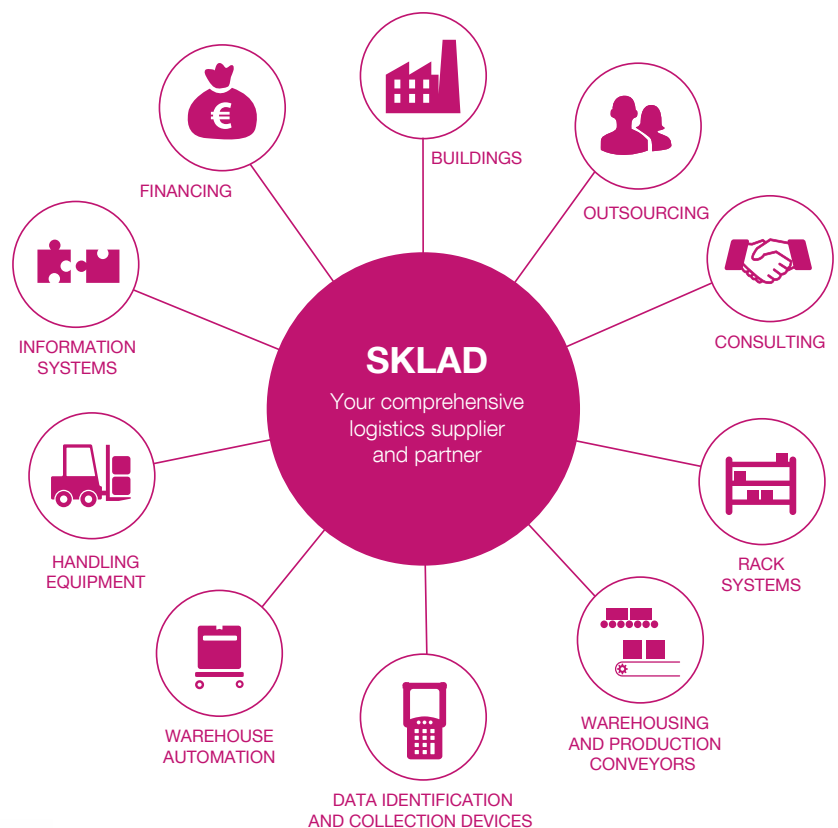 BUILDINGS
FINANCING
OUTSOURCING
CONSULTING
INFORMATION
SYSTEMS
SKLAD
Your comprehensive
logistics supplier
and partner
HANDLING
EQUIPMENT
RACK
SYSTEMS
WAREHOUSE
AUTOMATION
WAREHOUSING
AND PRODUCTION
CONVEYORS
DATA IDENTIFICATION
AND COLLECTION DEVICES
€